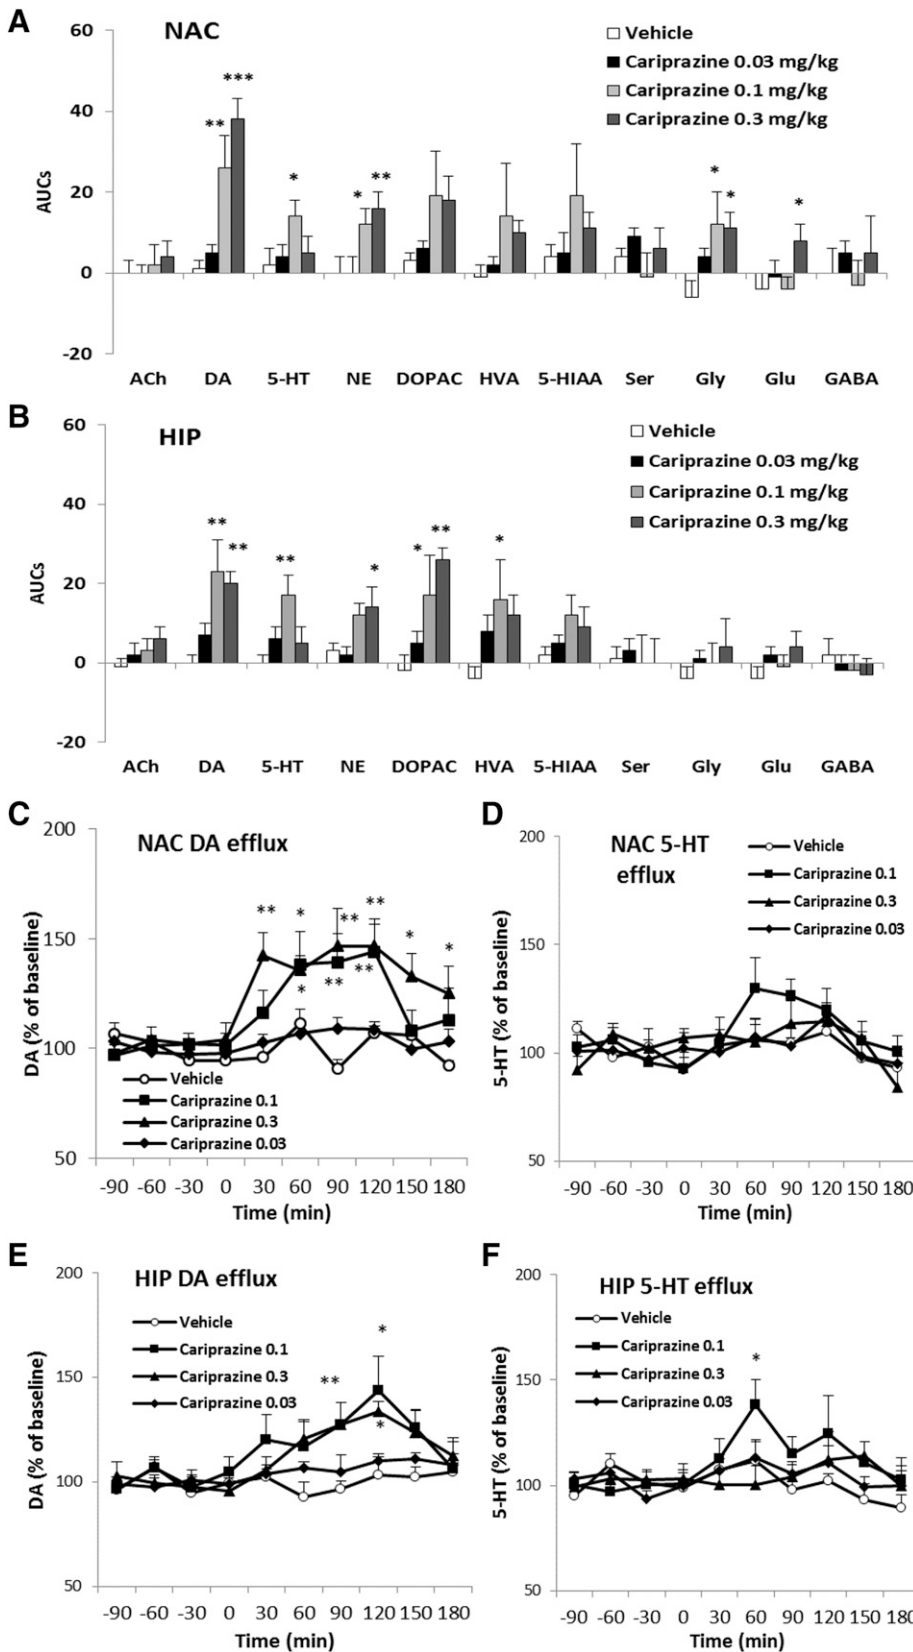 A
NAC
Vehicle
Cariprazine 0.03 mg/kg
Cariprazine 0.1 mg/kg
Cariprazine 0.3 mg/kg
60
40
20
0
-20
AUCs
***
**
*
*
**
*
*
*
ACh DA 5-HT NE DOPAC HVA 5-HIAA Ser Gly Glu GABA
B
HIP
Vehicle
Cariprazine 0.03 mg/kg
Cariprazine 0.1 mg/kg
Cariprazine 0.3 mg/kg
60
40
20
0
-20
AUCs
**
**
**
*
*
**
*
ACh DA 5-HT NE DOPAC HVA 5-HIAA Ser Gly Glu GABA
C
NAC DA efflux
200
150
100
50
DA (% of baseline)
**
*
**
**
*
*
*
**
**
Vehicle
Cariprazine 0.1
Cariprazine 0.3
Cariprazine 0.03
-90 -60 -30 0 30 60 90 120 150 180
Time (min)
D
NAC 5-HT
efflux
Vehicle
Cariprazine 0.1
Cariprazine 0.3
Cariprazine 0.03
200
150
100
50
5-HT (% of baseline)
-90 -60 -30 0 30 60 90 120 150 180
Time (min)
E
HIP DA efflux
Vehicle
Cariprazine 0.1
Cariprazine 0.3
Cariprazine 0.03
200
150
100
50
DA (% of baseline)
**
*
*
-90 -60 -30 0 30 60 90 120 150 180
Time (min)
F
HIP 5-HT efflux
Vehicle
Cariprazine 0.1
Cariprazine 0.3
Cariprazine 0.03
200
150
100
50
5-HT (% of baseline)
*
-90 -60 -30 0 30 60 90 120 150 180
Time (min)